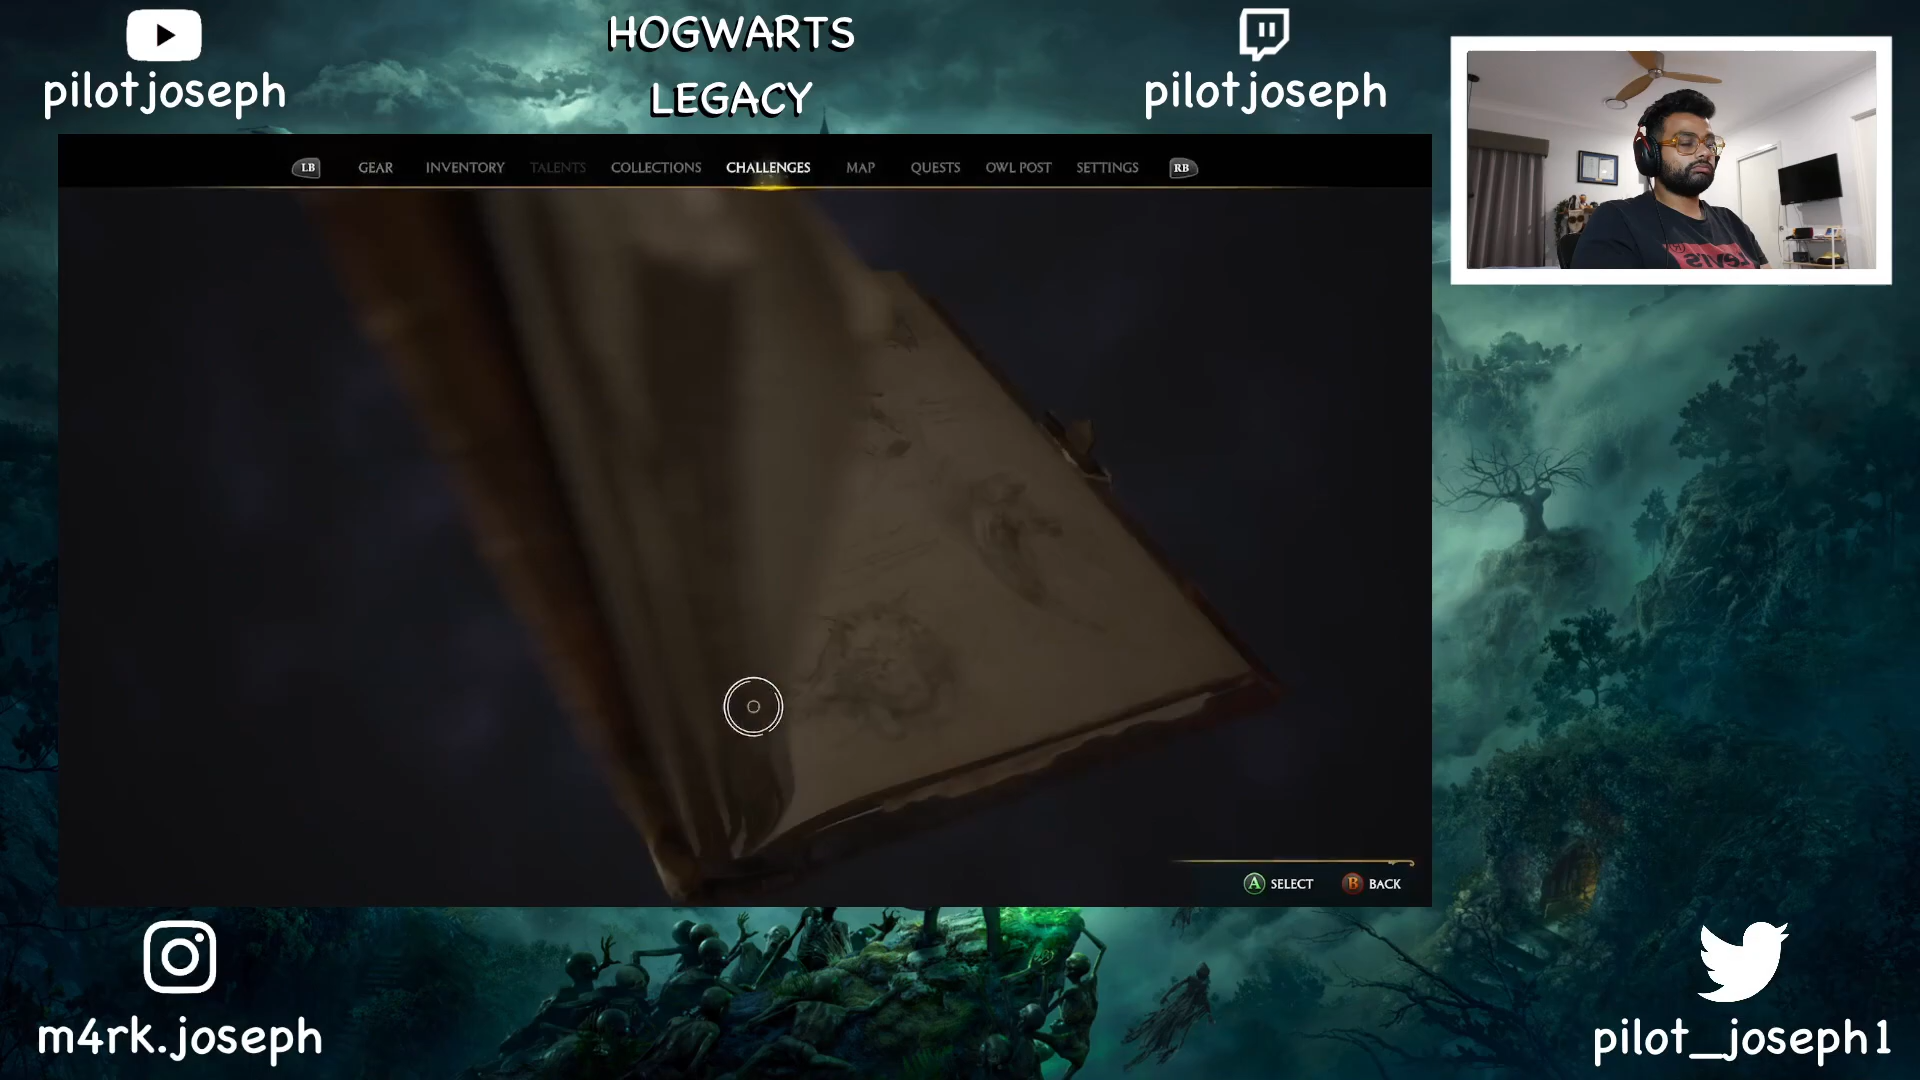 HOGWARTS
LEGACY
pilotjoseph
pilotjoseph
LB GEAR INVENTORY TALENTS COLLECTIONS CHALLENGES MAP QUESTS OWL POST SETTINGS RB
A SELECT B BACK
m4rk.joseph
pilot_joseph1